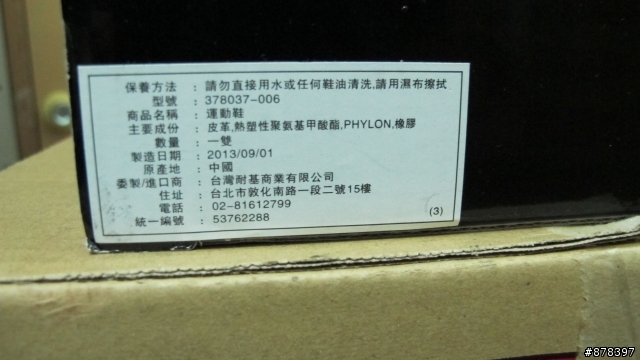 保養方法 : 請勿直接用水或任何鞋油清洗,請用濕布擦拭
型號 : 378037-006
商品名稱 : 運動鞋
主要成份 : 皮革,熱塑性聚氨基甲酸酯,PHYLON,橡膠
數量 : 一雙
製造日期 : 2013/09/01
原產地 : 中國
委製/進口商 : 台灣耐基商業有限公司
住址 : 台北市敦化南路一段二號15樓
電話 : 02-81612799
統一編號 : 53762288
(3)
#878397